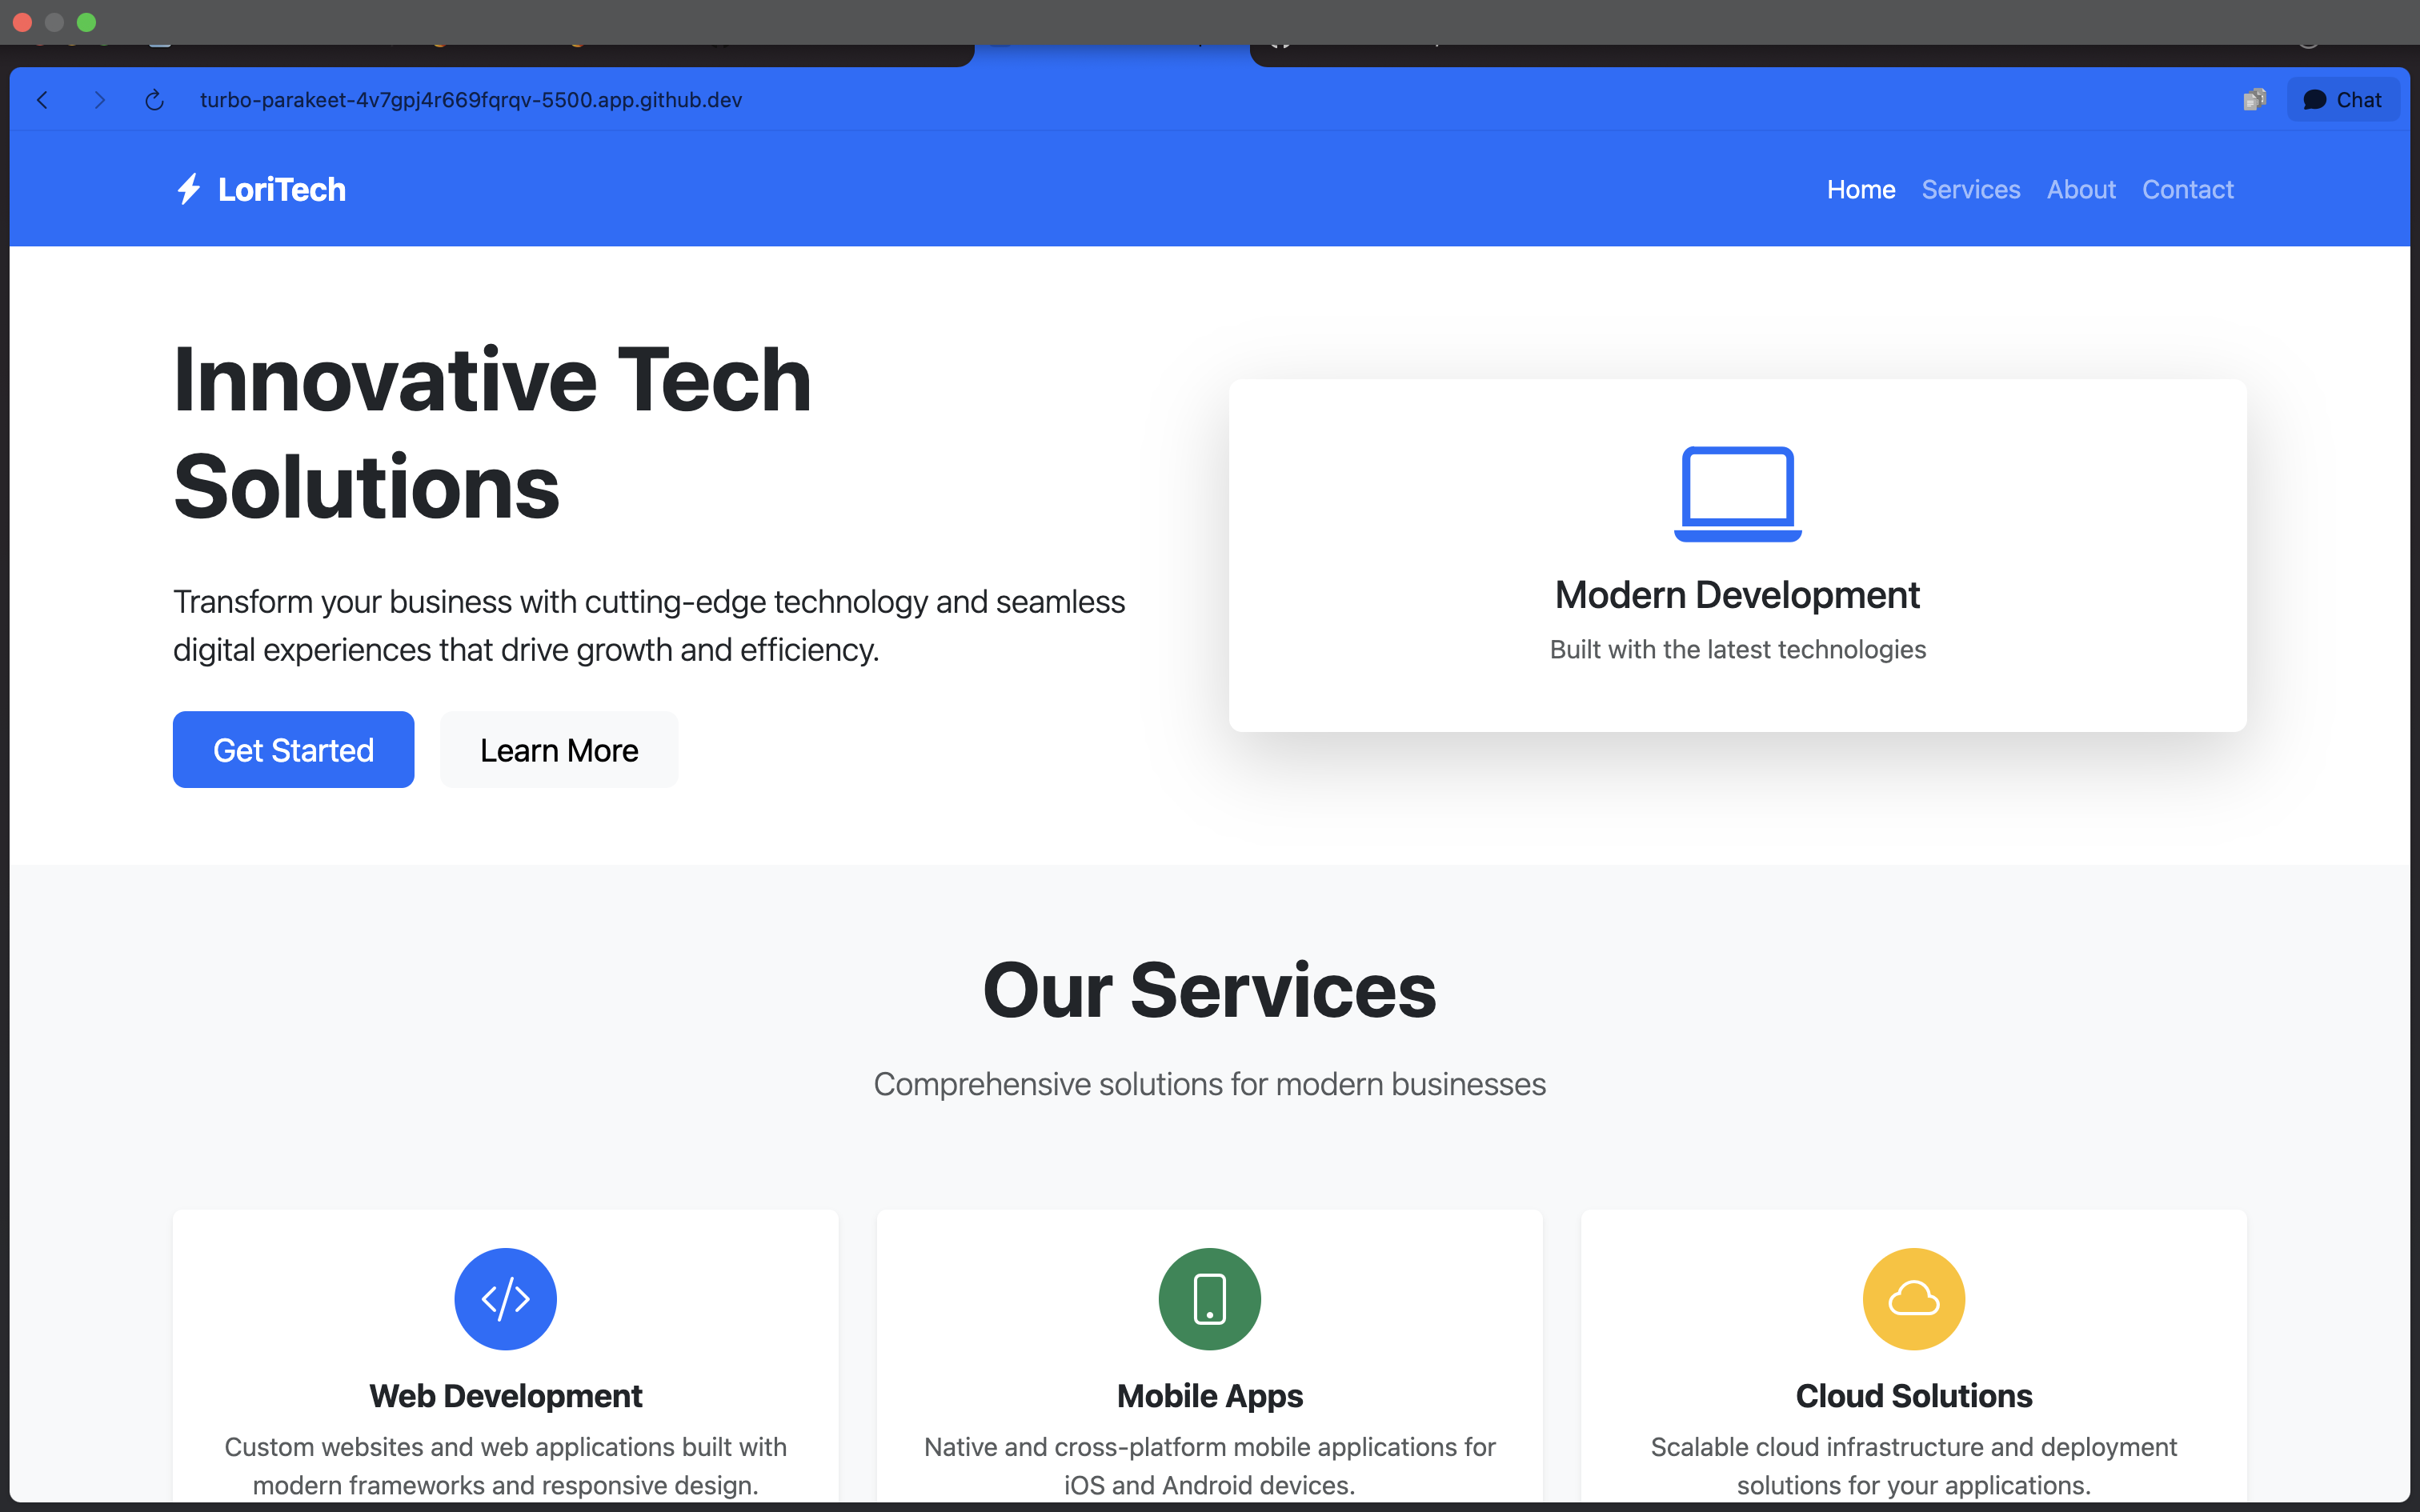 turbo-parakeet-4v7gpj4r669fqrqv-5500.app.github.dev
Chat
LoriTech
Home Services About Contact
Innovative Tech
Solutions
Transform your business with cutting-edge technology and seamless
digital experiences that drive growth and efficiency.
Get Started Learn More
Modern Development
Built with the latest technologies
Our Services
Comprehensive solutions for modern businesses
Web Development
Custom websites and web applications built with
modern frameworks and responsive design.
Mobile Apps
Native and cross-platform mobile applications for
iOS and Android devices.
Cloud Solutions
Scalable cloud infrastructure and deployment
solutions for your applications.